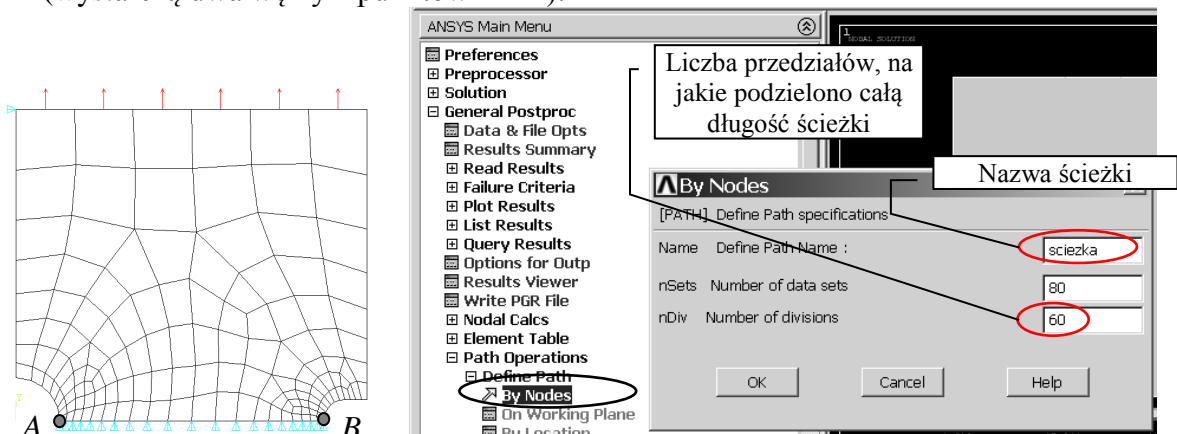 ANSYS Main Menu
Preferences
Preprocessor
Solution
General Postproc
Data & File Opts
Results Summary
Read Results
Failure Criteria
Plot Results
List Results
Query Results
Options for Outp
Results Viewer
Write PGR File
Nodal Calcs
Element Table
Path Operations
Define Path
By Nodes
On Working Plane
By Location
1
NODAL SOLUTION
Liczba przedziałów, na
jakie podzielono całą
długość ścieżki
Nazwa ścieżki
By Nodes
[PATH] Define Path specifications
Name Define Path Name :
sciezka
nSets Number of data sets
80
nDiv Number of divisions
60
OK Cancel Help
A B